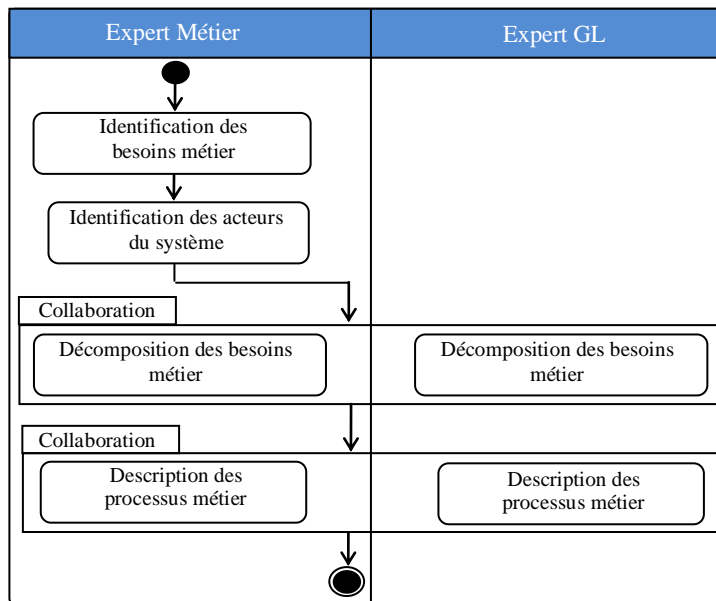 Expert Métier
Expert GL
Identification des
besoins métier
Identification des acteurs
du système
Collaboration
Décomposition des besoins
métier
Décomposition des besoins
métier
Collaboration
Description des
processus métier
Description des
processus métier